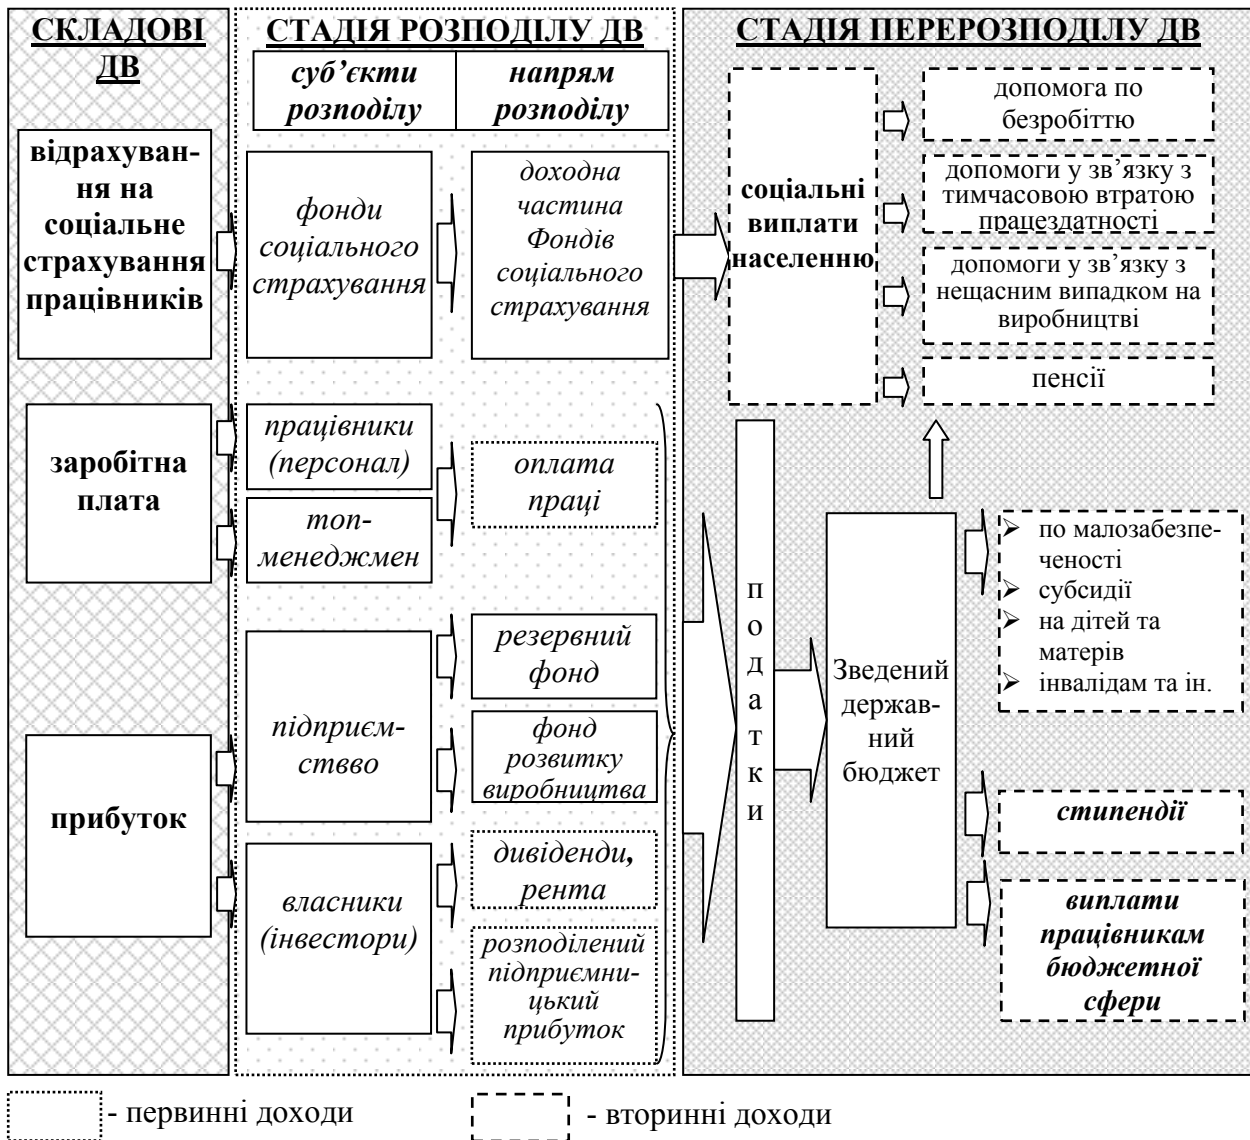 СКЛАДОВІ
ДВ
відрахуван-
ня на
соціальне
страхування
працівників
заробітна
плата
прибуток
СТАДІЯ РОЗПОДІЛУ ДВ
суб’єкти
розподілу
напрям
розподілу
фонди
соціального
страхування
доходна
частина
Фондів
соціального
страхування
працівники
(персонал)
топ-
менеджмен
оплата
праці
підприєм-
ствво
резервний
фонд
фонд
розвитку
виробництва
власники
(інвестори)
дивіденди,
рента
розподілений
підприємни-
цький
прибуток
СТАДІЯ ПЕРЕРОЗПОДІЛУ ДВ
соціальні
виплати
населенню
допомога по
безробіттю
допомоги у зв’язку з
тимчасовою втратою
працездатності
допомоги у зв’язку з
нещасним випадком на
виробництві
пенсії
п
о
д
а
т
к
и
Зведений
держав-
ний
бюджет
➢ по малозабезпе-
ченості
➢ субсидії
➢ на дітей та
матерів
➢ інвалідам та ін.
стипендії
виплати
працівникам
бюджетної
сфери
- первинні доходи
- вторинні доходи